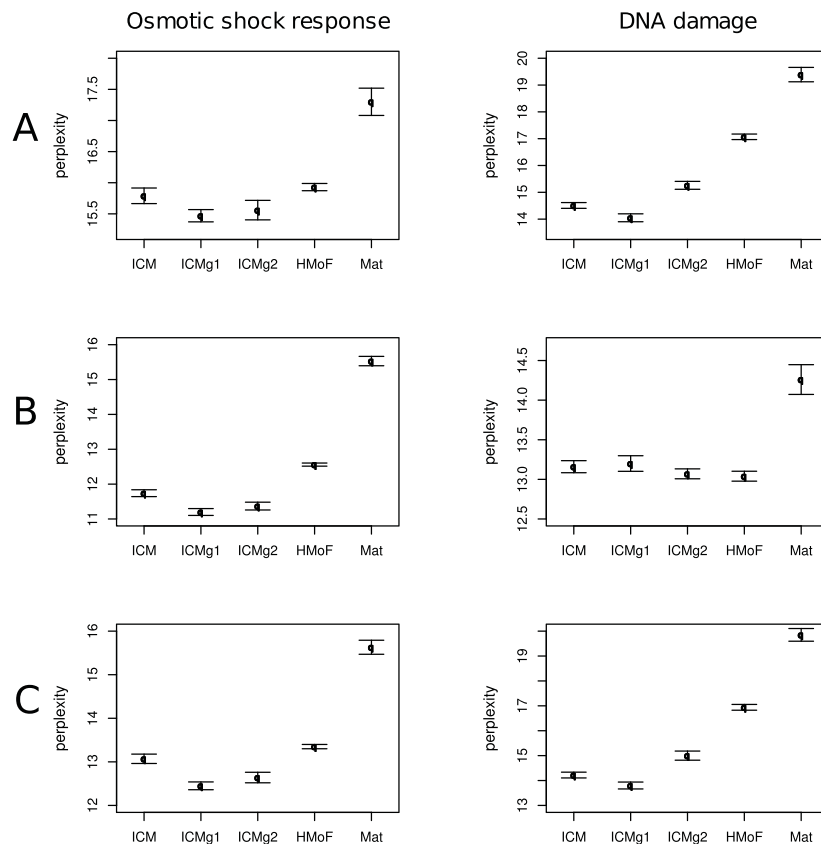 Osmotic shock response
DNA damage
A
perplexity
15.5
16.5
17.5
ICM ICMg1 ICMg2 HMoF Mat
perplexity
14
15
16
17
18
19
20
ICM ICMg1 ICMg2 HMoF Mat
B
perplexity
11
12
13
14
15
16
ICM ICMg1 ICMg2 HMoF Mat
perplexity
12.5
13.0
13.5
14.0
14.5
ICM ICMg1 ICMg2 HMoF Mat
C
perplexity
12
13
14
15
16
ICM ICMg1 ICMg2 HMoF Mat
perplexity
13
15
17
19
ICM ICMg1 ICMg2 HMoF Mat